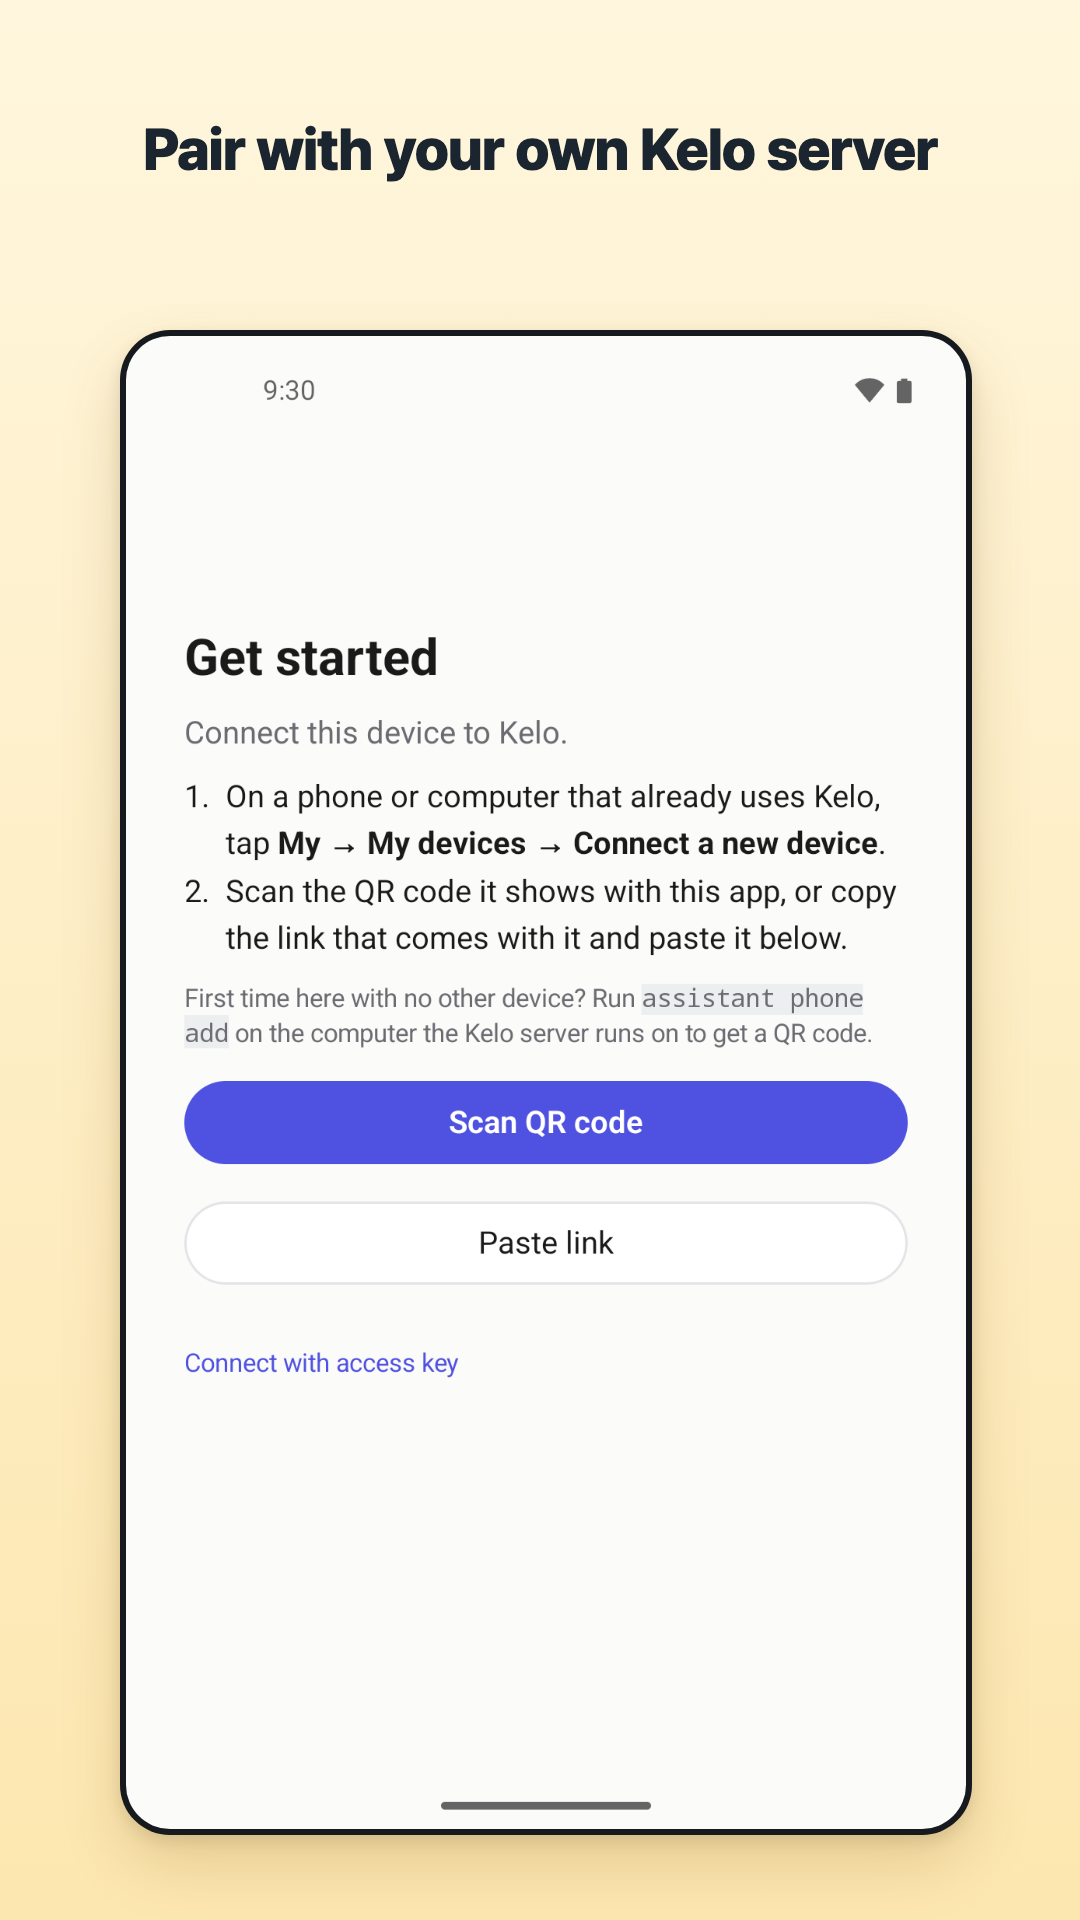 Pair with your own Kelo server
9:30
Get started
Connect this device to Kelo.
1. On a phone or computer that already uses Kelo,
tap My → My devices → Connect a new device.
2. Scan the QR code it shows with this app, or copy
the link that comes with it and paste it below.
First time here with no other device? Run assistant phone
add on the computer the Kelo server runs on to get a QR code.
Scan QR code
Paste link
Connect with access key